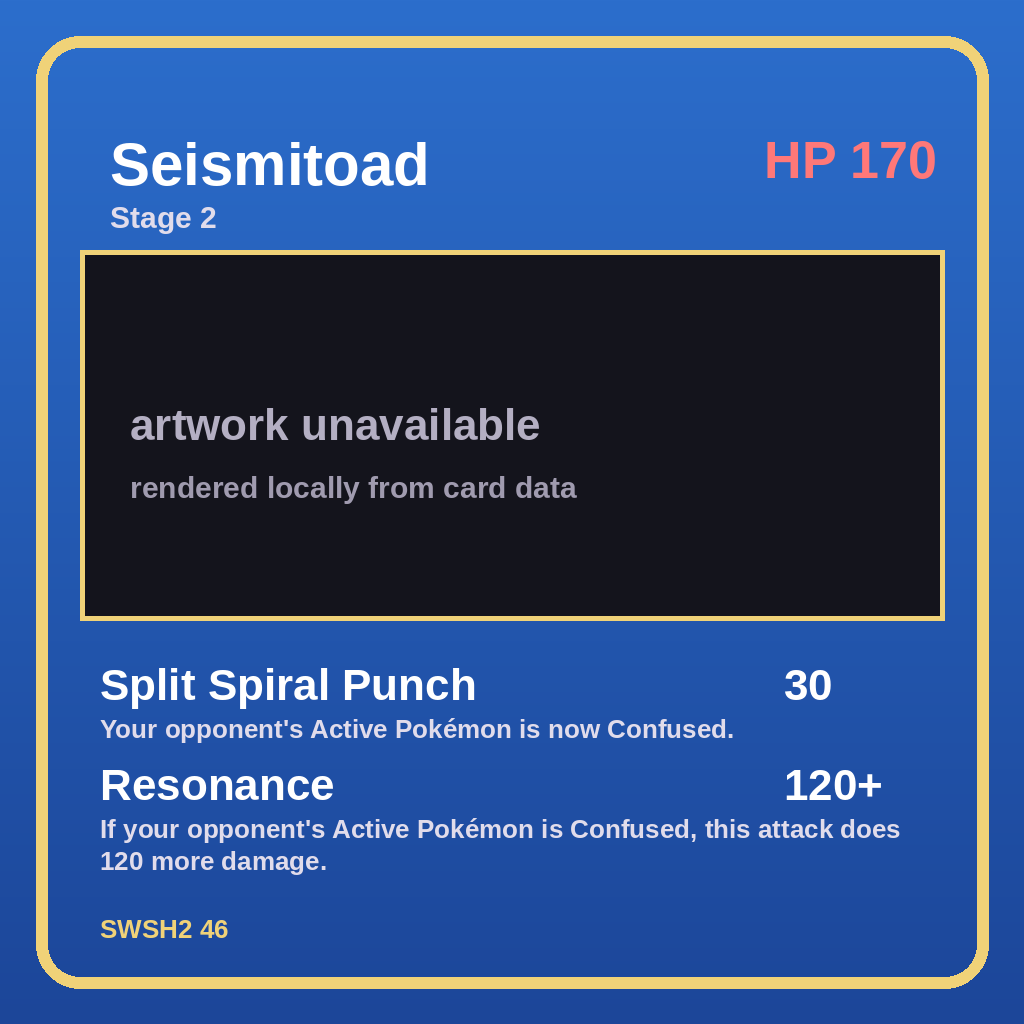 Seismitoad
HP 170
Stage 2
artwork unavailable
rendered locally from card data
Split Spiral Punch 30
Your opponent's Active Pokémon is now Confused.
Resonance 120+
If your opponent's Active Pokémon is Confused, this attack does
120 more damage.
SWSH2 46